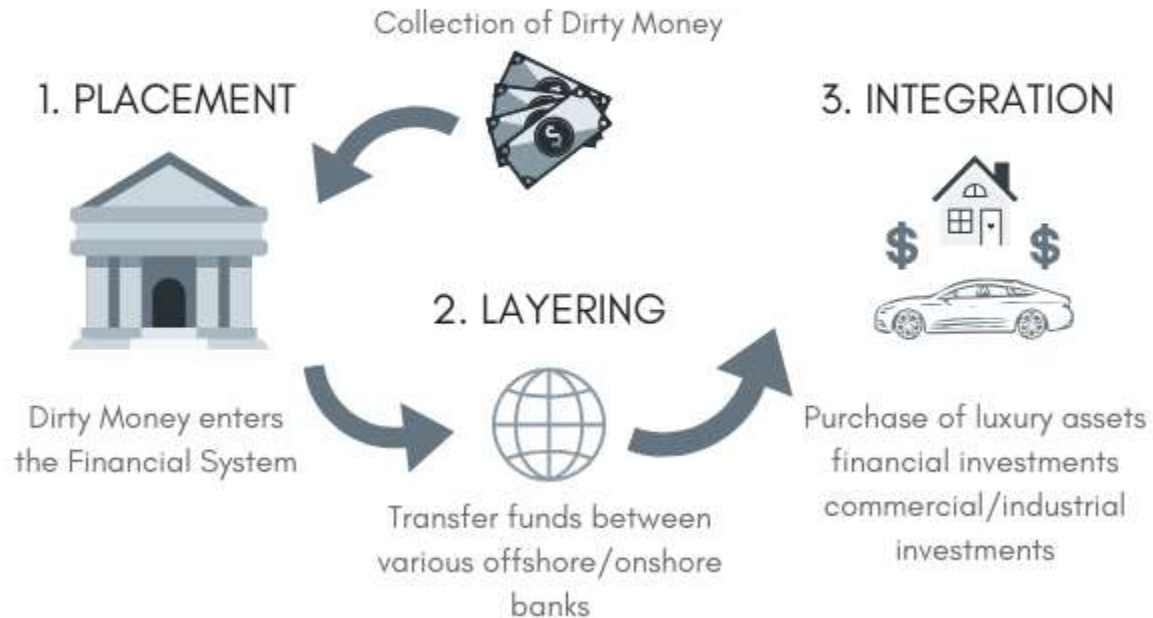 Collection of Dirty Money
1. PLACEMENT
Dirty Money enters
the Financial System
2. LAYERING
Transfer funds between
various offshore/onshore
banks
3. INTEGRATION
$ $
Purchase of luxury assets
financial investments
commercial/industrial
investments